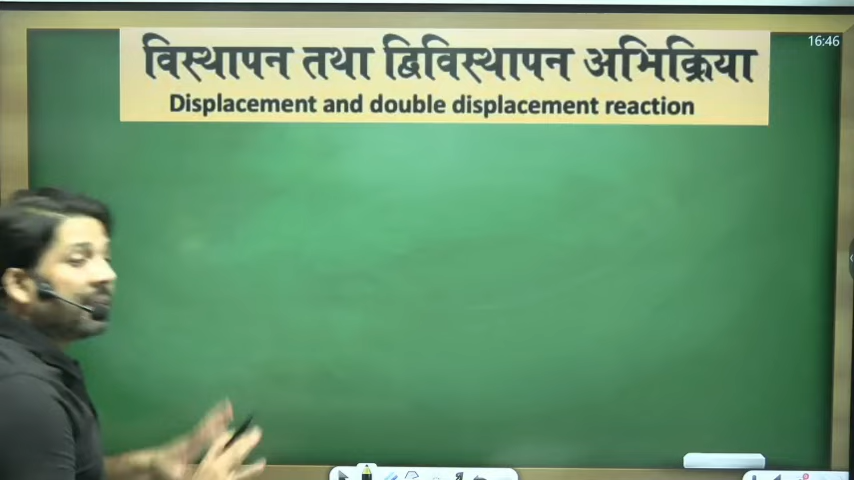 16:46
विस्थापन तथा द्विविस्थापन अभिक्रिया
Displacement and double displacement reaction